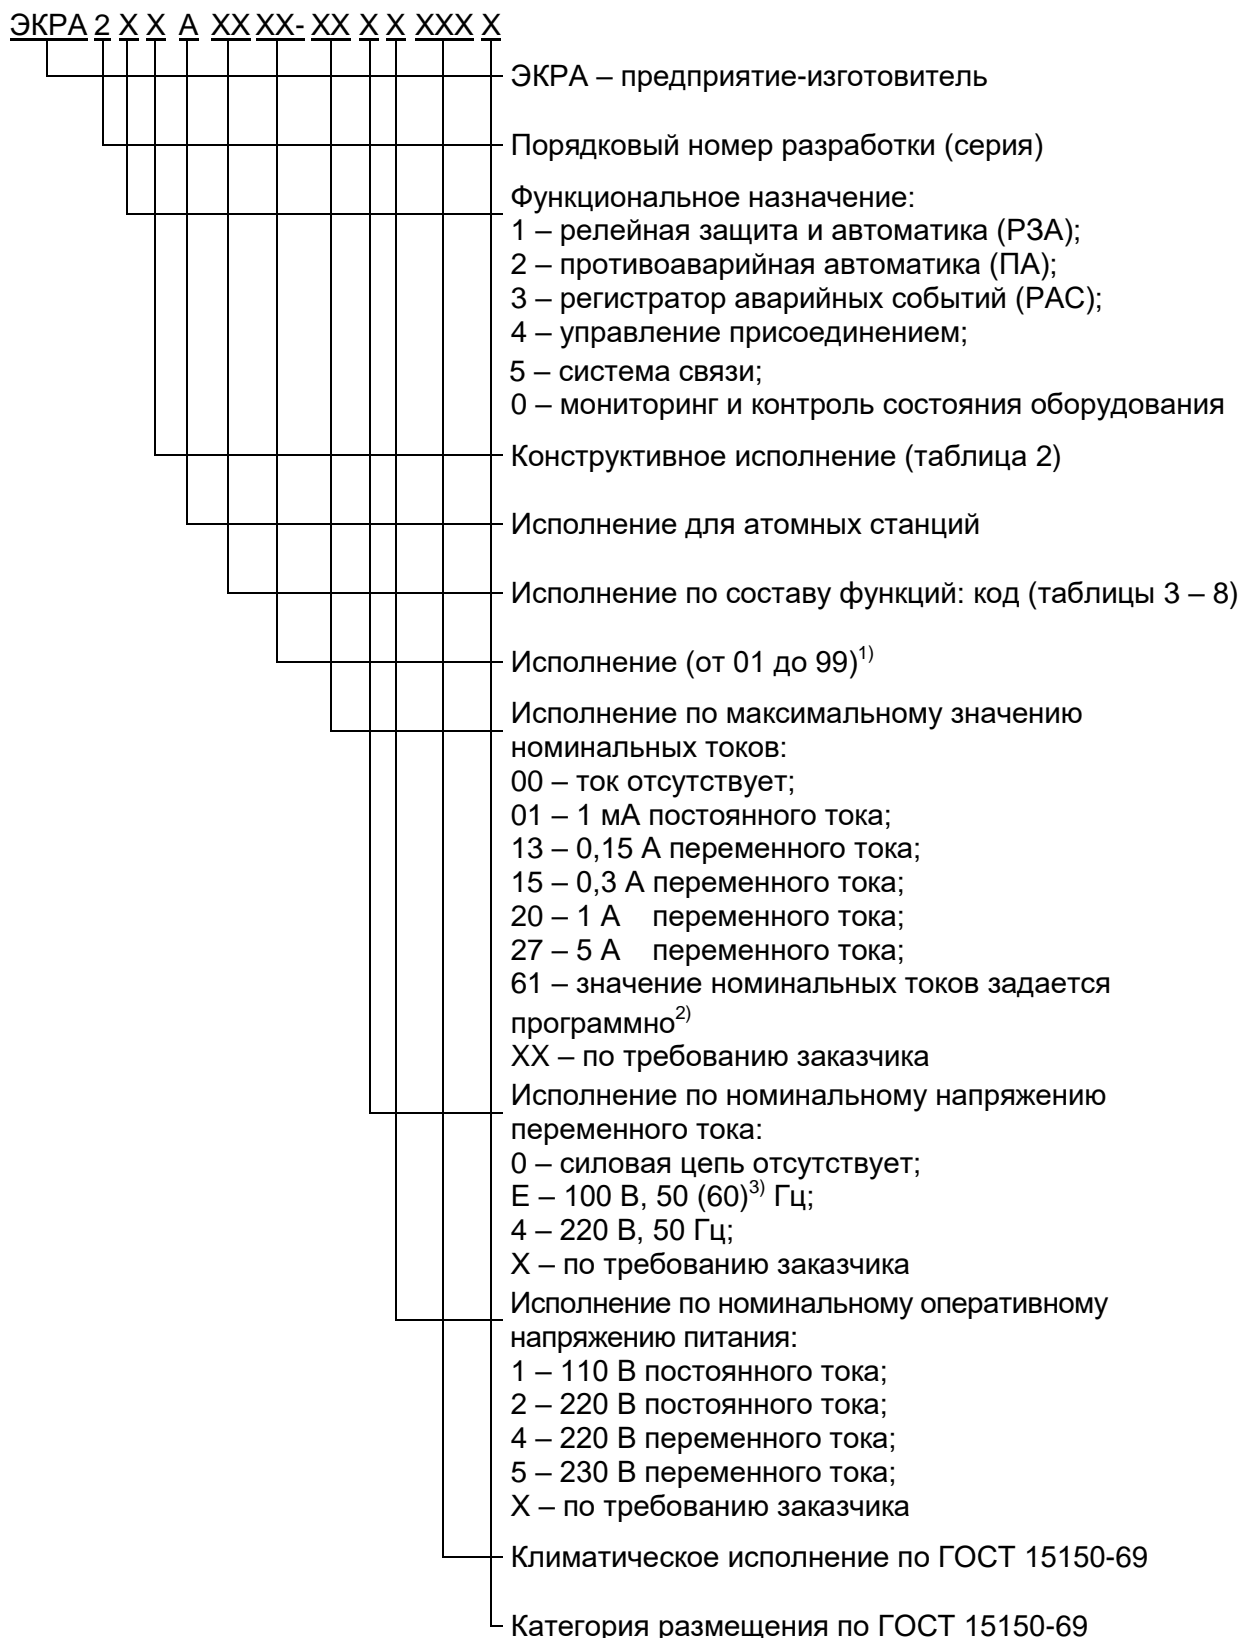 ЭКРА 2 Х Х А ХХ ХХ- ХХ Х Х ХХХ Х
ЭКРА – предприятие-изготовитель
Порядковый номер разработки (серия)
Функциональное назначение:
1 – релейная защита и автоматика (РЗА);
2 – противоаварийная автоматика (ПА);
3 – регистратор аварийных событий (РАС);
4 – управление присоединением;
5 – система связи;
0 – мониторинг и контроль состояния оборудования
Конструктивное исполнение (таблица 2)
Исполнение для атомных станций
Исполнение по составу функций: код (таблицы 3 – 8)
Исполнение (от 01 до 99)1)
Исполнение по максимальному значению
номинальных токов:
00 – ток отсутствует;
01 – 1 мА постоянного тока;
13 – 0,15 А переменного тока;
15 – 0,3 А переменного тока;
20 – 1 А переменного тока;
27 – 5 А переменного тока;
61 – значение номинальных токов задается
программно2)
ХХ – по требованию заказчика
Исполнение по номинальному напряжению
переменного тока:
0 – силовая цепь отсутствует;
Е – 100 В, 50 (60)3) Гц;
4 – 220 В, 50 Гц;
Х – по требованию заказчика
Исполнение по номинальному оперативному
напряжению питания:
1 – 110 В постоянного тока;
2 – 220 В постоянного тока;
4 – 220 В переменного тока;
5 – 230 В переменного тока;
Х – по требованию заказчика
Климатическое исполнение по ГОСТ 15150-69
Категория размещения по ГОСТ 15150-69